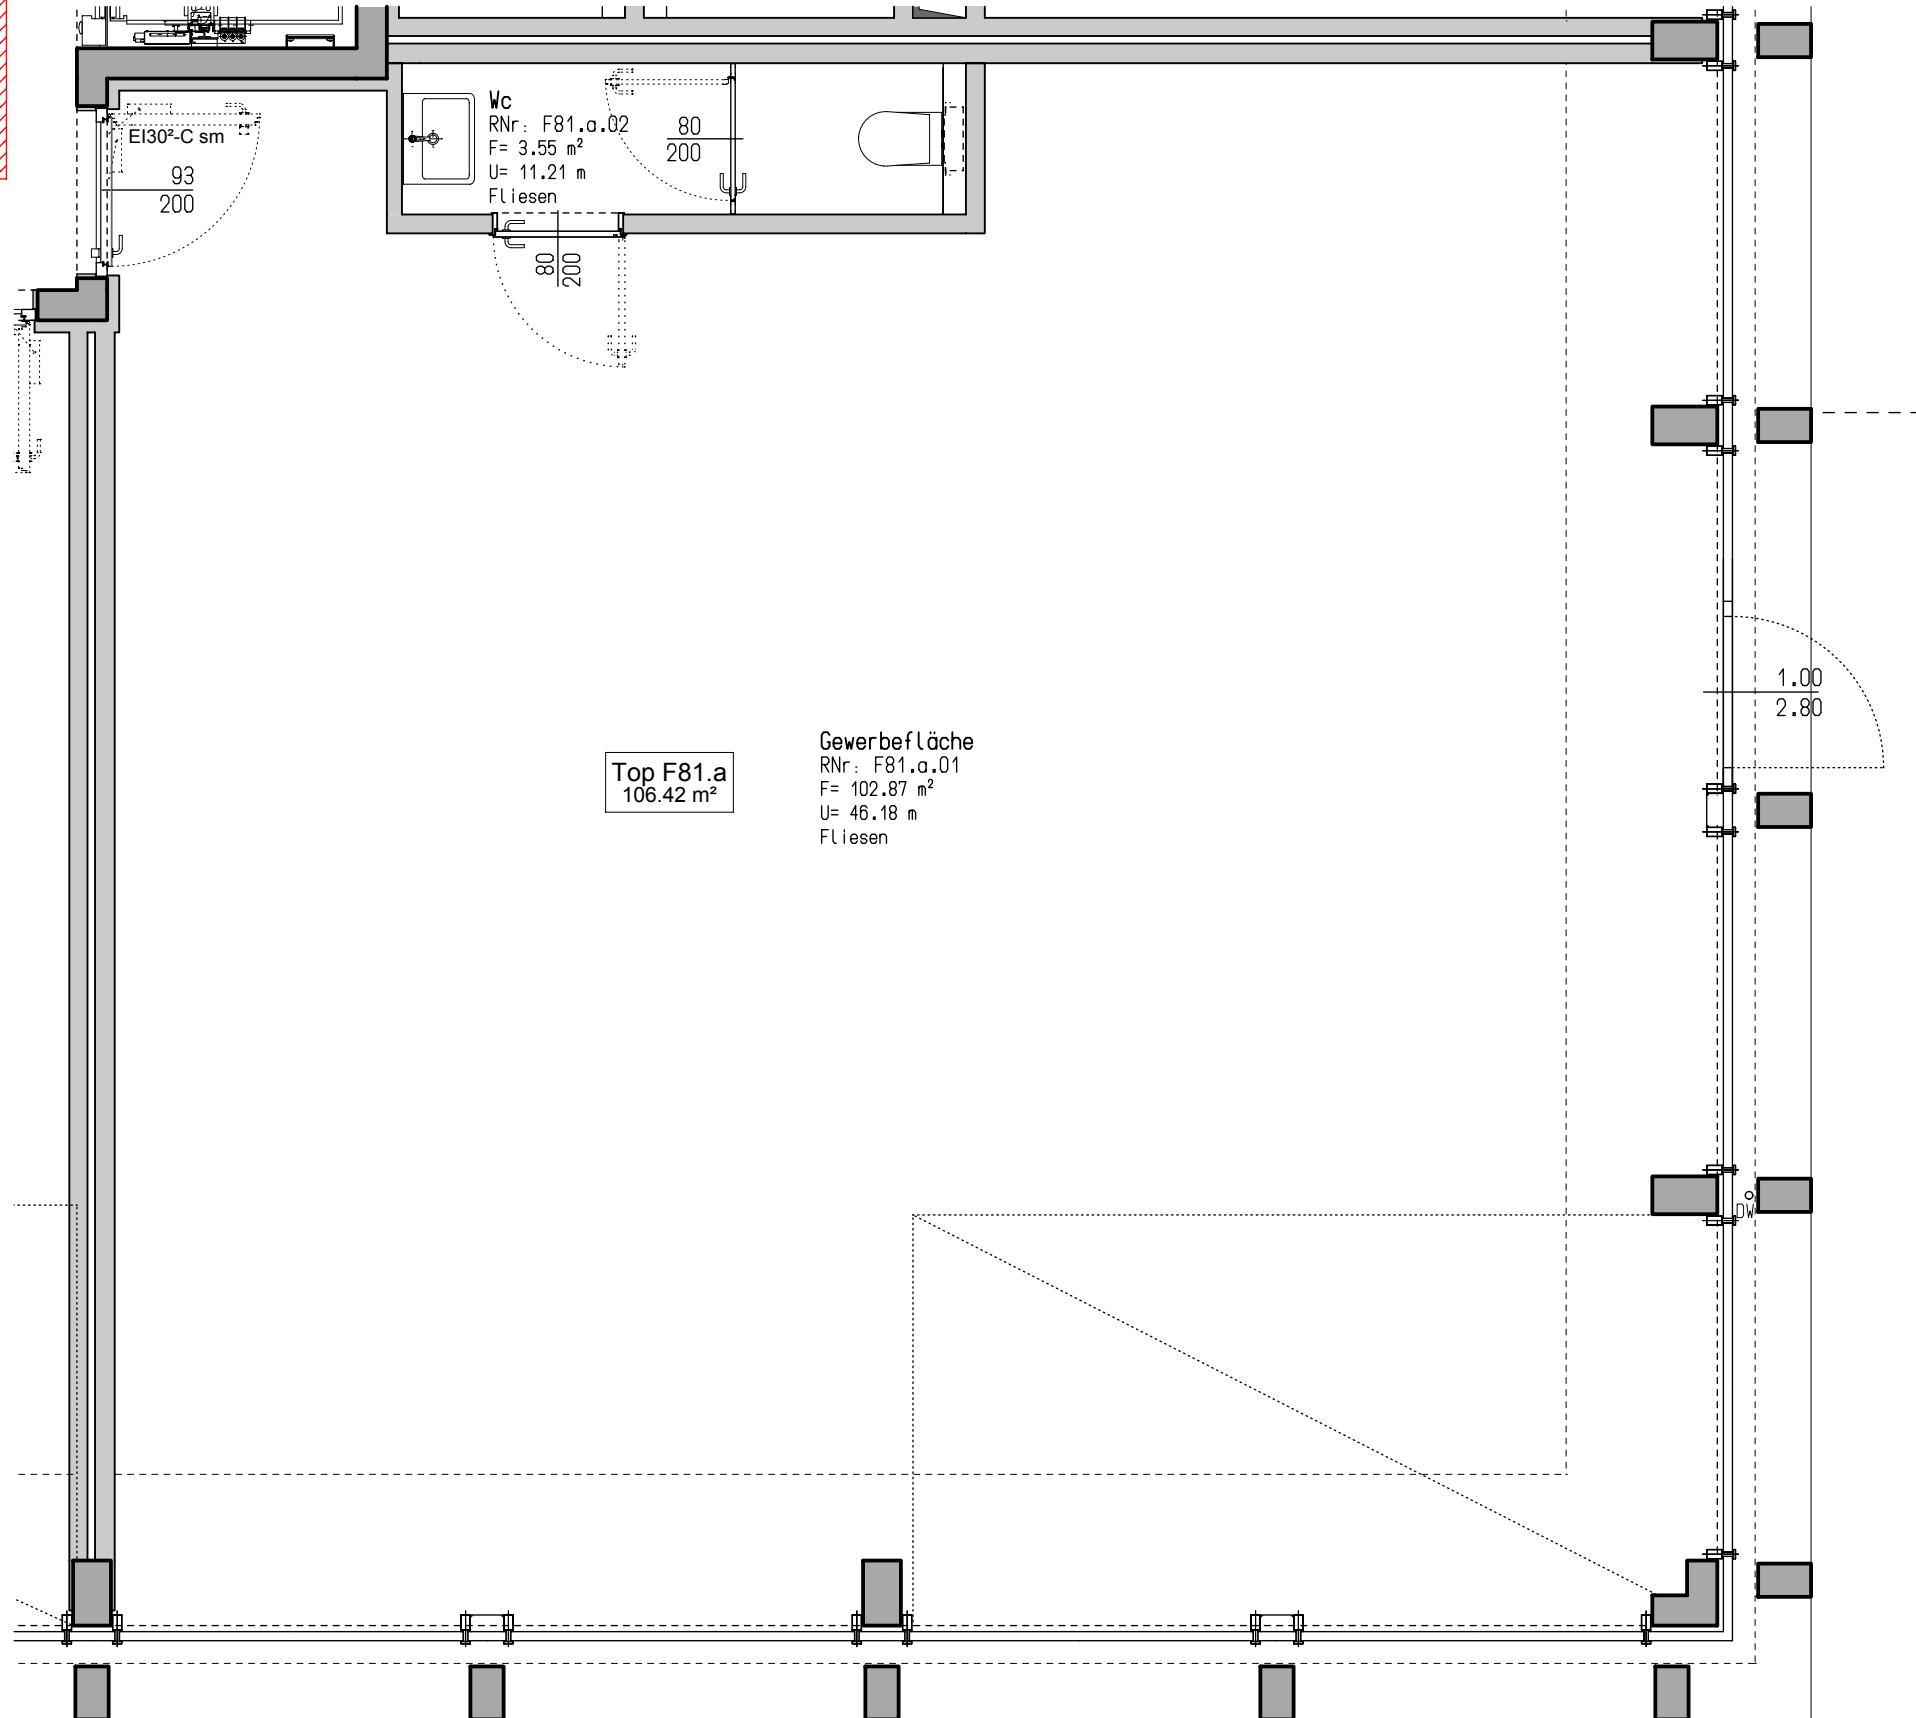 Wc
RNr: F81.a.02
F= 3.55 m²
U= 11.21 m
Fliesen
80
200
EI30²-C sm
93
200
80
200
1.00
2.80
Top F81.a
106.42 m²
Gewerbefläche
RNr: F81.a.01
F= 102.87 m²
U= 46.18 m
Fliesen
DW